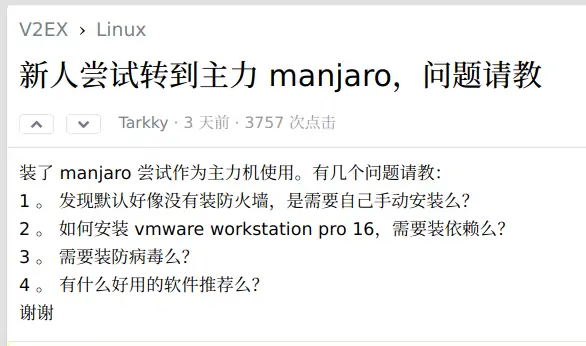 V2EX › Linux
新人尝试转到主力 manjaro，问题请教
Tarkky · 3 天前 · 3757 次点击
装了 manjaro 尝试作为主力机使用。有几个问题请教：
1 。 发现默认好像没有装防火墙，是需要自己手动安装么？
2 。 如何安装 vmware workstation pro 16，需要装依赖么？
3 。 需要装防病毒么？
4 。 有什么好用的软件推荐么？
谢谢